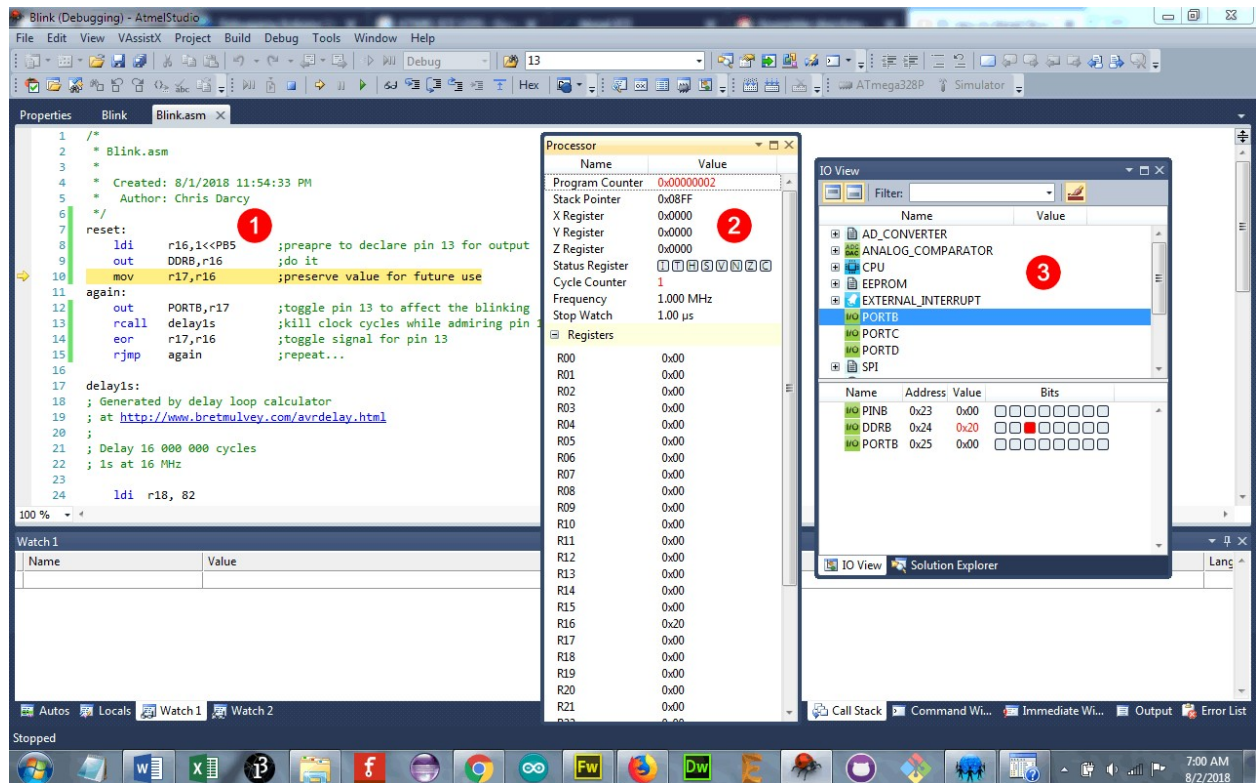 Blink (Debugging) - AtmelStudio
File Edit View VAssistX Project Build Debug Tools Window Help
Debug 13
Hex ATmega328P Simulator
Properties Blink Blink.asm
1 /*
2 * Blink.asm
3 *
4 * Created: 8/1/2018 11:54:33 PM
5 * Author: Chris Darcy
6 */
7 reset:
8 ldi r16,1<<PB5 ;preapre to declare pin 13 for output
9 out DDRB,r16 ;do it
10 mov r17,r16 ;preserve value for future use
11 again:
12 out PORTB,r17 ;toggle pin 13 to affect the blinking
13 rcall delay1s ;kill clock cycles while admiring pin
14 eor r17,r16 ;toggle signal for pin 13
15 rjmp again ;repeat...
16
17 delay1s:
18 ; Generated by delay loop calculator
19 ; at http://www.bretmulvey.com/avrdelay.html
20 ;
21 ; Delay 16 000 000 cycles
22 ; 1s at 16 MHz
23
24 ldi r18, 82
100 %
1
Processor
Name Value
Program Counter 0x00000002
Stack Pointer 0x08FF
X Register 0x0000
Y Register 0x0000
Z Register 0x0000
Status Register I T H S V N Z C
Cycle Counter 1
Frequency 1.000 MHz
Stop Watch 1.00 µs
Registers
R00 0x00
R01 0x00
R02 0x00
R03 0x00
R04 0x00
R05 0x00
R06 0x00
R07 0x00
R08 0x00
R09 0x00
R10 0x00
R11 0x00
R12 0x00
R13 0x00
R14 0x00
R15 0x00
R16 0x20
R17 0x00
R18 0x00
R19 0x00
R20 0x00
R21 0x00
2
IO View
Filter:
Name Value
AD_CONVERTER
ANALOG_COMPARATOR
CPU
EEPROM
EXTERNAL_INTERRUPT
PORTB
PORTC
PORTD
SPI
3
Name Address Value Bits
PINB 0x23 0x00
DDRB 0x24 0x20
PORTB 0x25 0x00
IO View Solution Explorer
Watch 1
Name Value
Lang
Autos Locals Watch 1 Watch 2
Call Stack Command Wi... Immediate Wi... Output Error List
Stopped
Fw Dw
7:00 AM
8/2/2018